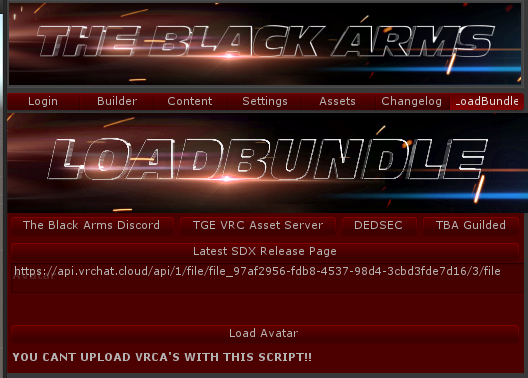 THE BLACK ARMS
Login Builder Content Settings Assets Changelog LoadBundle
LOADBUNDLE
The Black Arms Discord TGE VRC Asset Server DEDSEC TBA Guilded
Latest SDX Release Page
https://api.vrchat.cloud/api/1/file/file_97af2956-fdb8-4537-98d4-3cbd3fde7d16/3/file
Load Avatar
YOU CANT UPLOAD VRCA'S WITH THIS SCRIPT!!